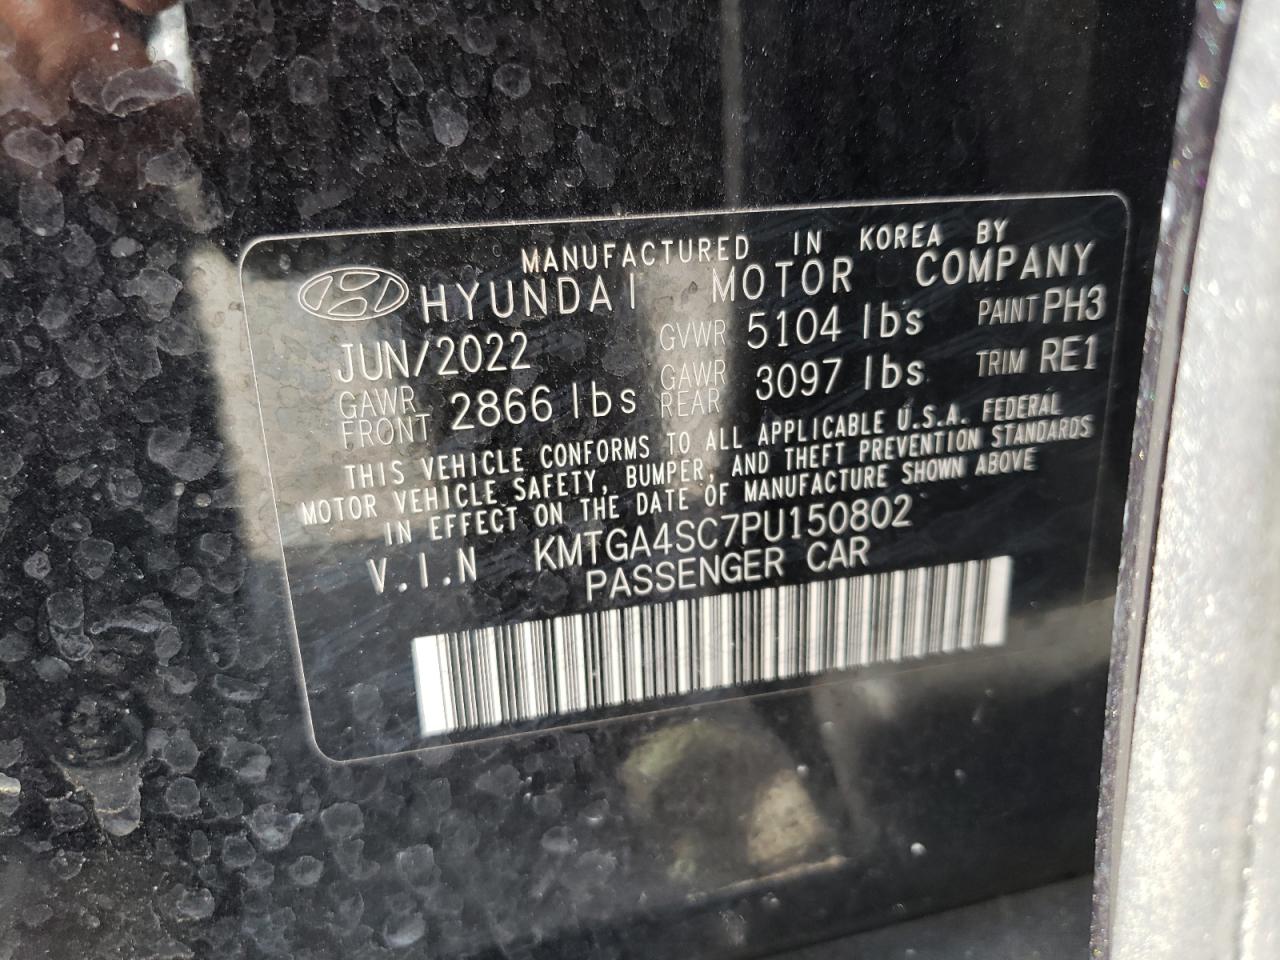 MANUFACTURED IN KOREA BY
HYUNDAI MOTOR COMPANY
JUN/2022 GVWR 5104 lbs PAINT PH3
GAWR FRONT 2866 lbs GAWR REAR 3097 lbs TRIM RE1
THIS VEHICLE CONFORMS TO ALL APPLICABLE U.S.A. FEDERAL
MOTOR VEHICLE SAFETY, BUMPER, AND THEFT PREVENTION STANDARDS
IN EFFECT ON THE DATE OF MANUFACTURE SHOWN ABOVE
V.I.N KMTGA4SC7PU150802
PASSENGER CAR